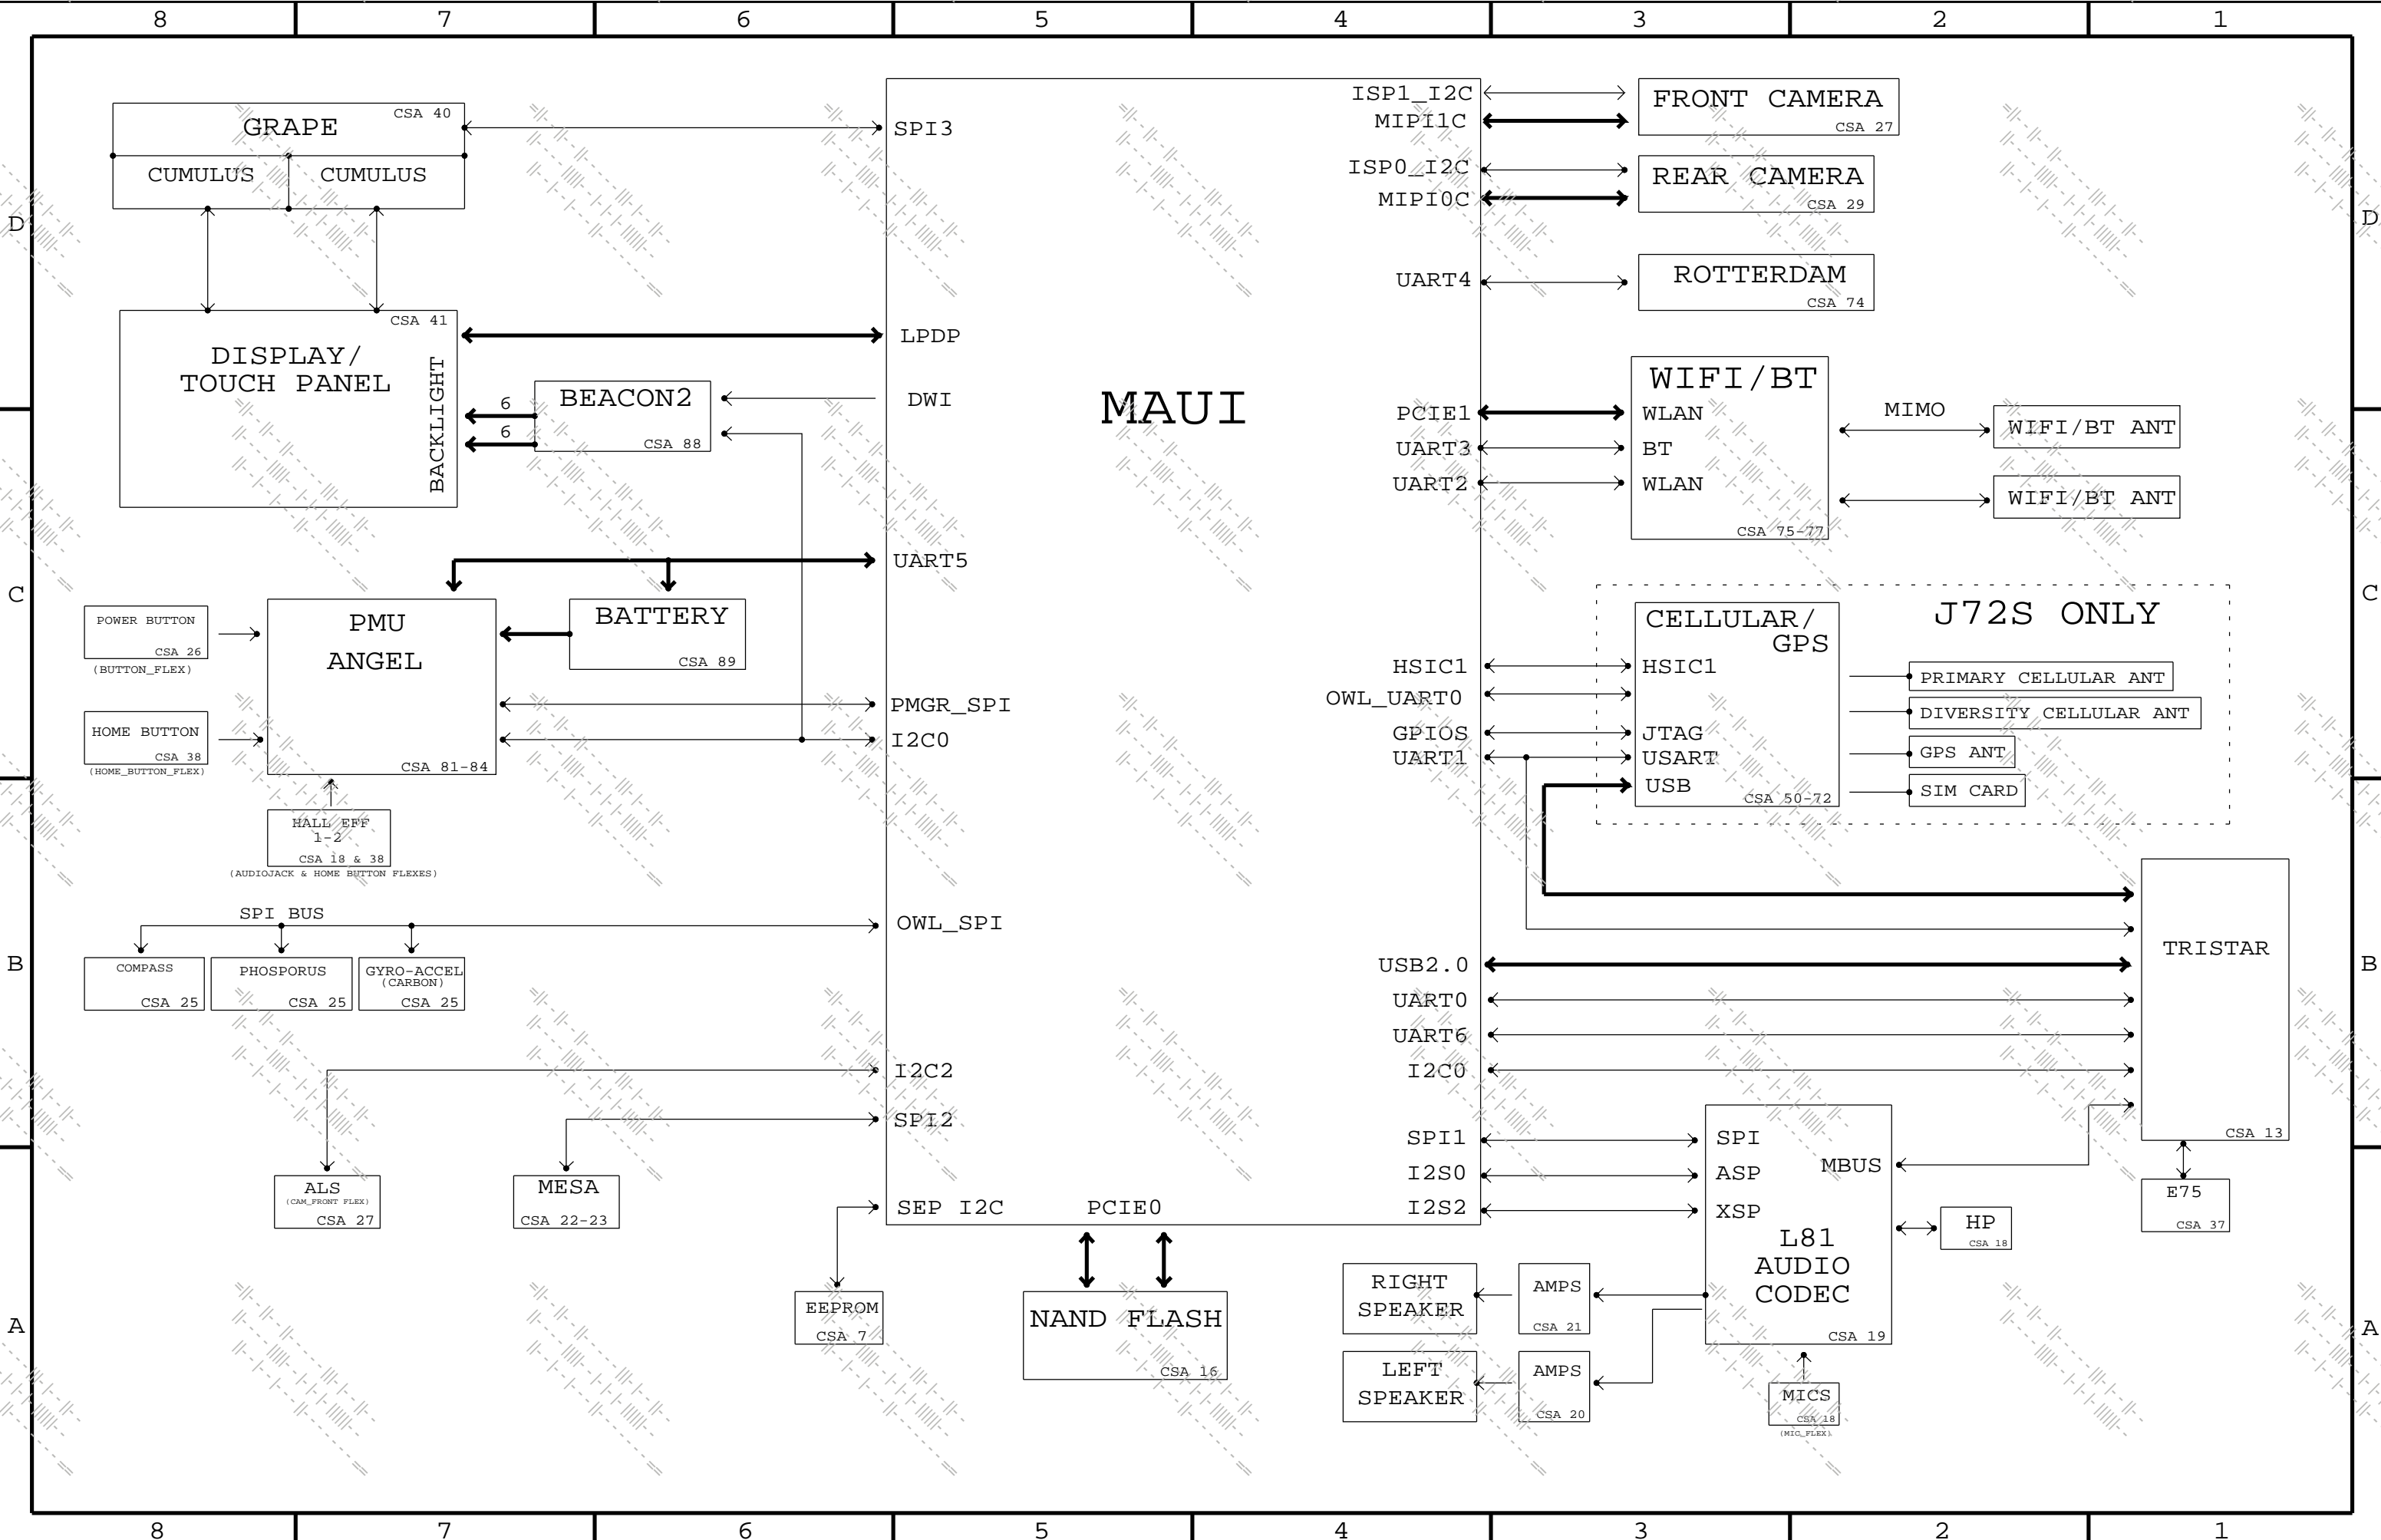 8 7 6 5 4 3 2 1
D D
C C
B B
A A
GRAPE
CSA 40
CUMULUS
CUMULUS
SPI3
DISPLAY/
TOUCH PANEL
CSA 41
BACKLIGHT
LPDP
6
6
BEACON2
CSA 88
DWI
UART5
POWER BUTTON
CSA 26
(BUTTON_FLEX)
HOME BUTTON
CSA 38
(HOME_BUTTON_FLEX)
PMU
ANGEL
CSA 81-84
BATTERY
CSA 89
PMGR_SPI
I2C0
HALL EFF
1-2
CSA 18 & 38
(AUDIOJACK & HOME BUTTON FLEXES)
SPI BUS
OWL_SPI
COMPASS
CSA 25
PHOSPORUS
CSA 25
GYRO-ACCEL
(CARBON)
CSA 25
I2C2
SPI2
ALS
(CAM_FRONT FLEX)
CSA 27
MESA
CSA 22-23
SEP I2C
EEPROM
CSA 7
MAUI
PCIE0
NAND FLASH
CSA 16
ISP1_I2C
MIPI1C
FRONT CAMERA
CSA 27
ISP0_I2C
MIPI0C
REAR CAMERA
CSA 29
UART4
ROTTERDAM
CSA 74
WIFI/BT
PCIE1
WLAN
UART3
BT
UART2
WLAN
CSA 75-77
MIMO
WIFI/BT ANT
WIFI/BT ANT
J72S ONLY
CELLULAR/
GPS
HSIC1
HSIC1
OWL_UART0
GPIOS
JTAG
UART1
USART
USB
CSA 50-72
PRIMARY CELLULAR ANT
DIVERSITY CELLULAR ANT
GPS ANT
SIM CARD
TRISTAR
CSA 13
USB2.0
UART0
UART6
I2C0
SPI1
SPI
I2S0
ASP
MBUS
I2S2
XSP
L81
AUDIO
CODEC
CSA 19
E75
CSA 37
HP
CSA 18
RIGHT
SPEAKER
AMPS
CSA 21
LEFT
SPEAKER
AMPS
CSA 20
MICS
CSA 18
(MIC_FLEX)
8 7 6 5 4 3 2 1